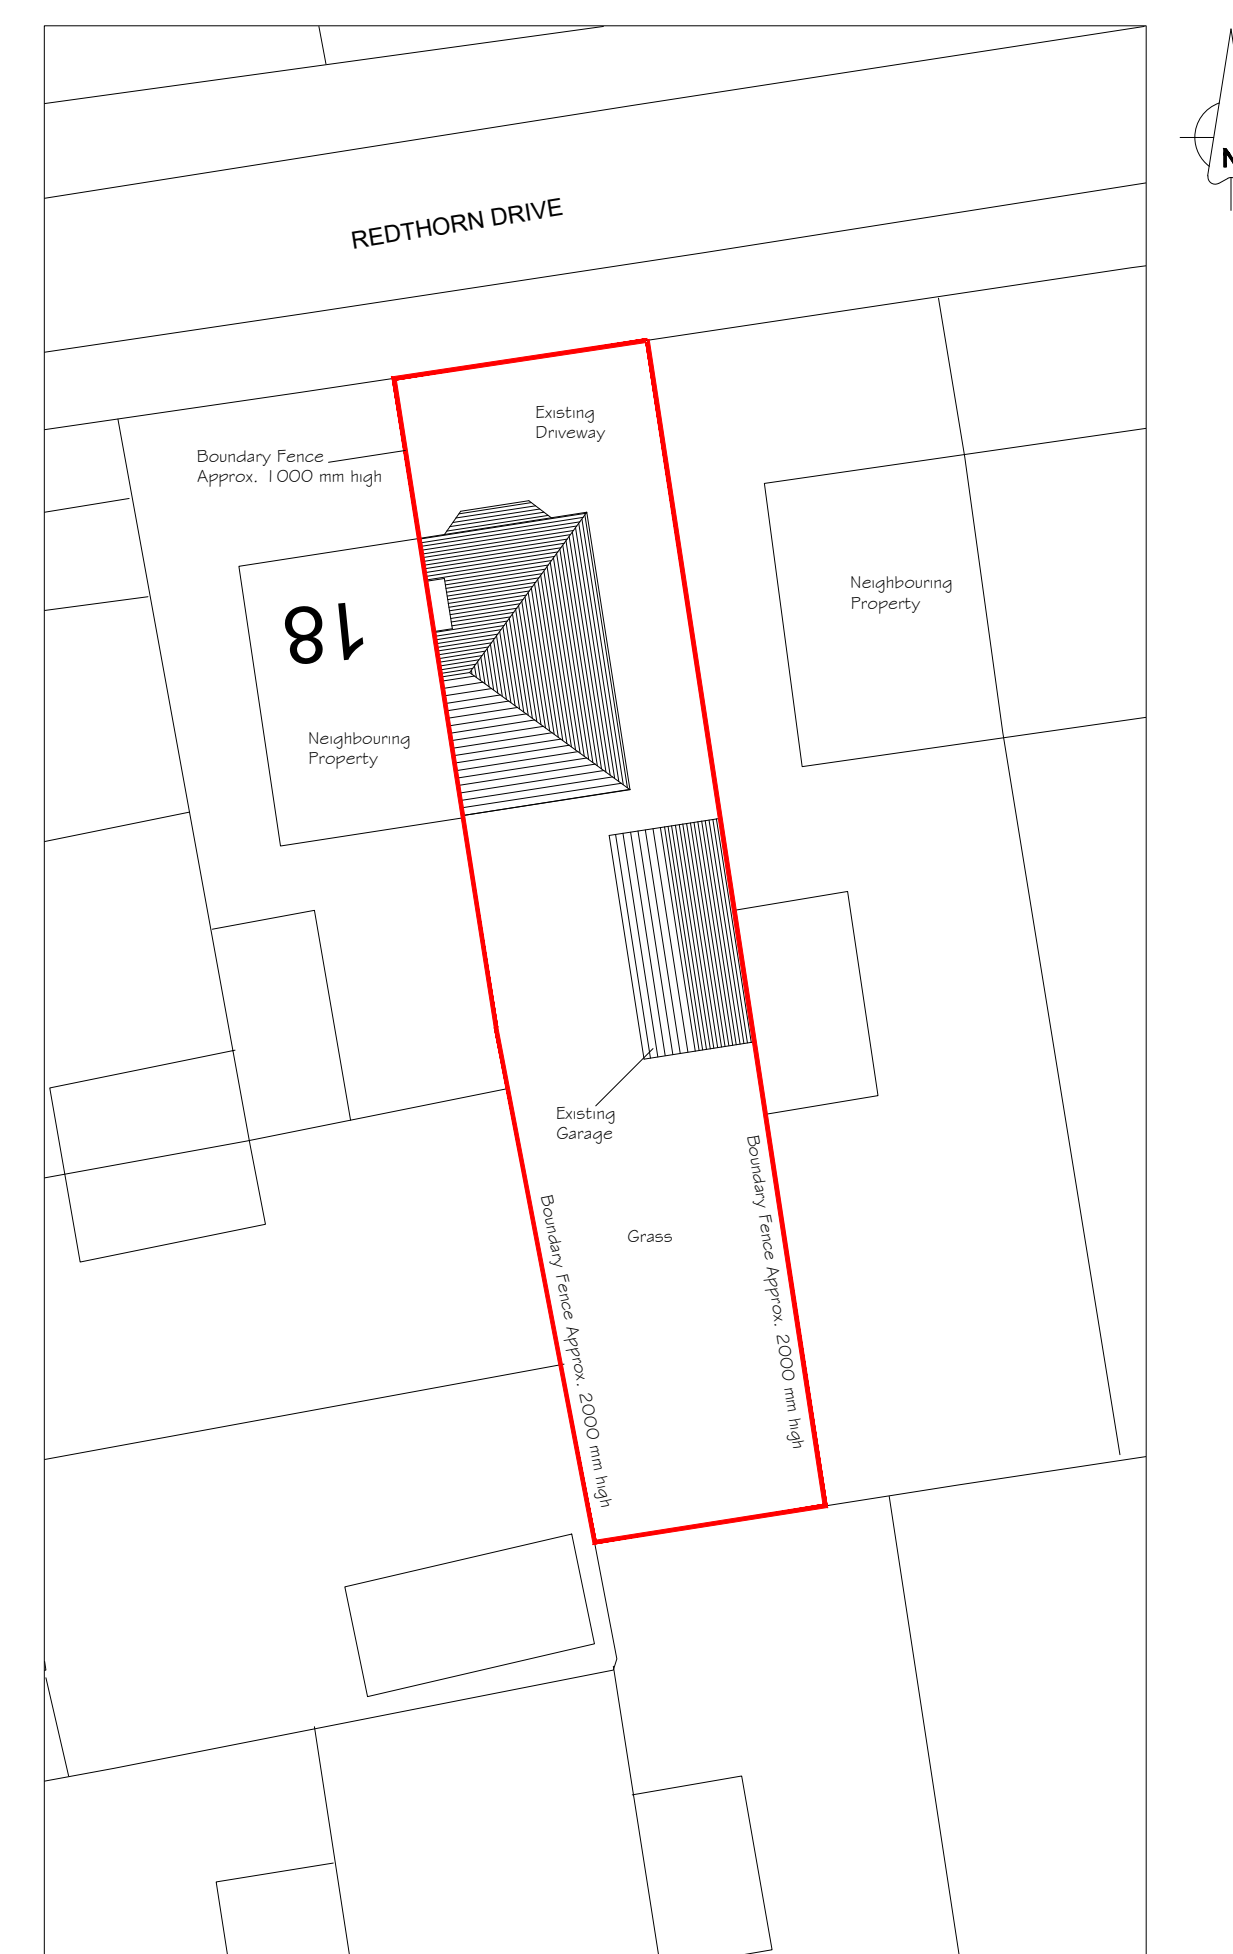 N
REDTHORN DRIVE
Existing
Driveway
Boundary Fence
Approx. 1000 mm high
Neighbouring
Property
18
Neighbouring
Property
Existing
Garage
Boundary Fence Approx. 2000 mm high
Boundary Fence Approx. 2000 mm high
Grass